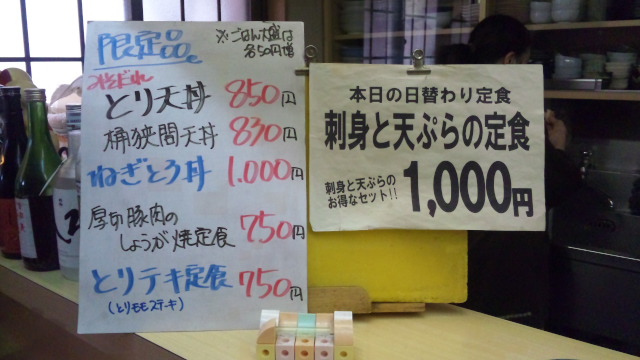 限定品。
※ごはん大盛は
各50円増
みそだれ
とり天丼 850円
桶狭間天丼 830円
ねぎとろ丼 1.000円
厚切豚肉の
しょうが焼定食 750円
とりテキ定食 750円
(とりモモステーキ)
本日の日替わり定食
刺身と天ぷらの定食
刺身と天ぷらの
お得なセット!!
1,000円